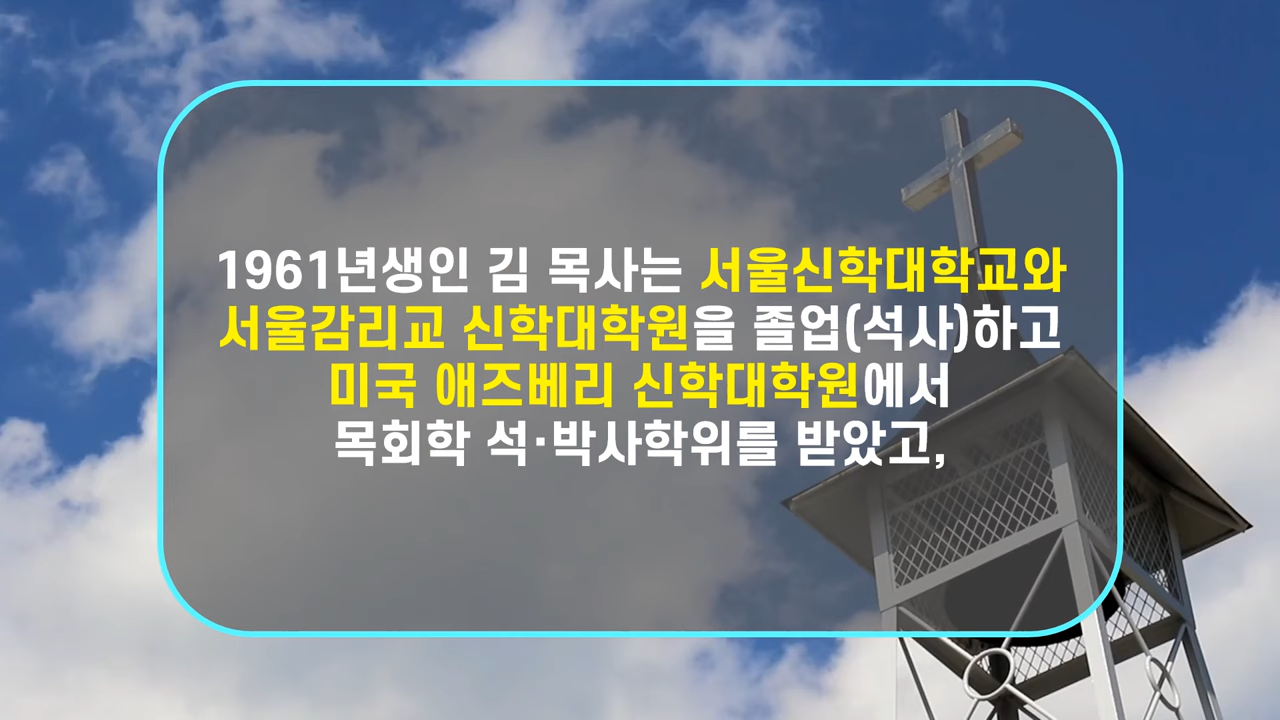 1961년생인 김 목사는 서울신학대학교와
서울감리교 신학대학원을 졸업(석사)하고
미국 애즈베리 신학대학원에서
목회학 석·박사학위를 받았고,